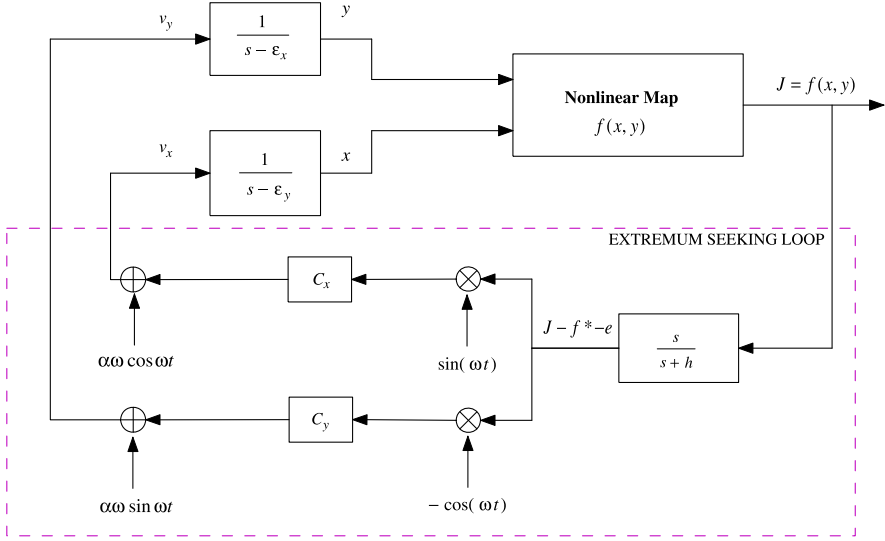 v_y
1
s − ε_x
y
Nonlinear Map
f(x, y)
J = f(x, y)
v_x
1
s − ε_y
x
EXTREMUM SEEKING LOOP
C_x
J − f * − e
s
s + h
αω cos ωt
sin( ωt)
C_y
αω sin ωt
− cos( ωt)